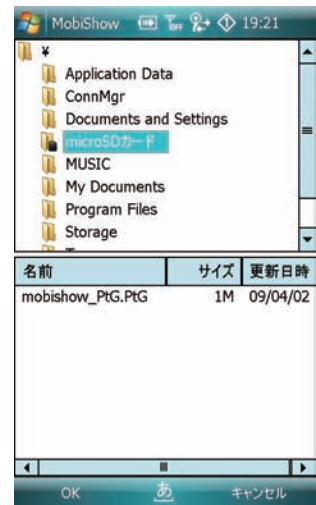 MobiShow 19:21
¥
Application Data
ConnMgr
Documents and Settings
microSDカード
MUSIC
My Documents
Program Files
Storage
名前 サイズ 更新日時
mobishow_PtG.PtG 1M 09/04/02
OK あ キャンセル